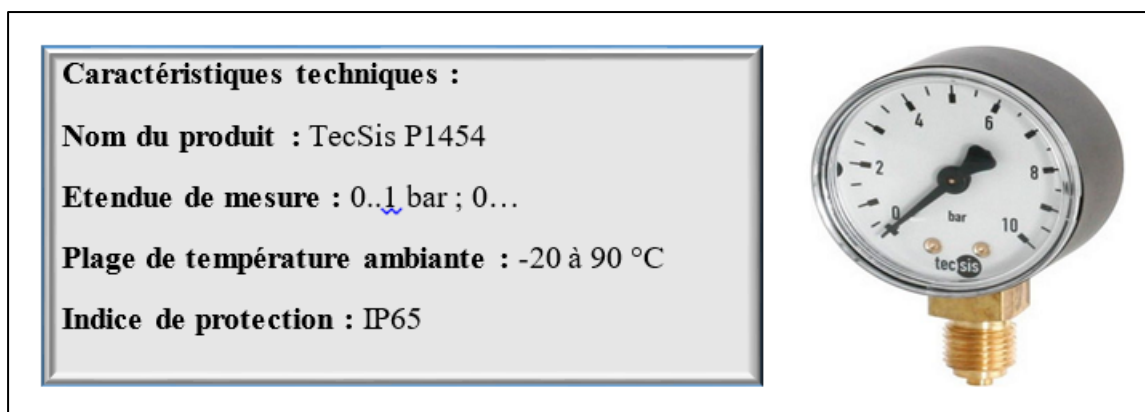 Caractéristiques techniques :
Nom du produit : TecSis P1454
Etendue de mesure : 0..1 bar ; 0…
Plage de température ambiante : -20 à 90 °C
Indice de protection : IP65
0
2
4
6
8
10
bar
tecsis